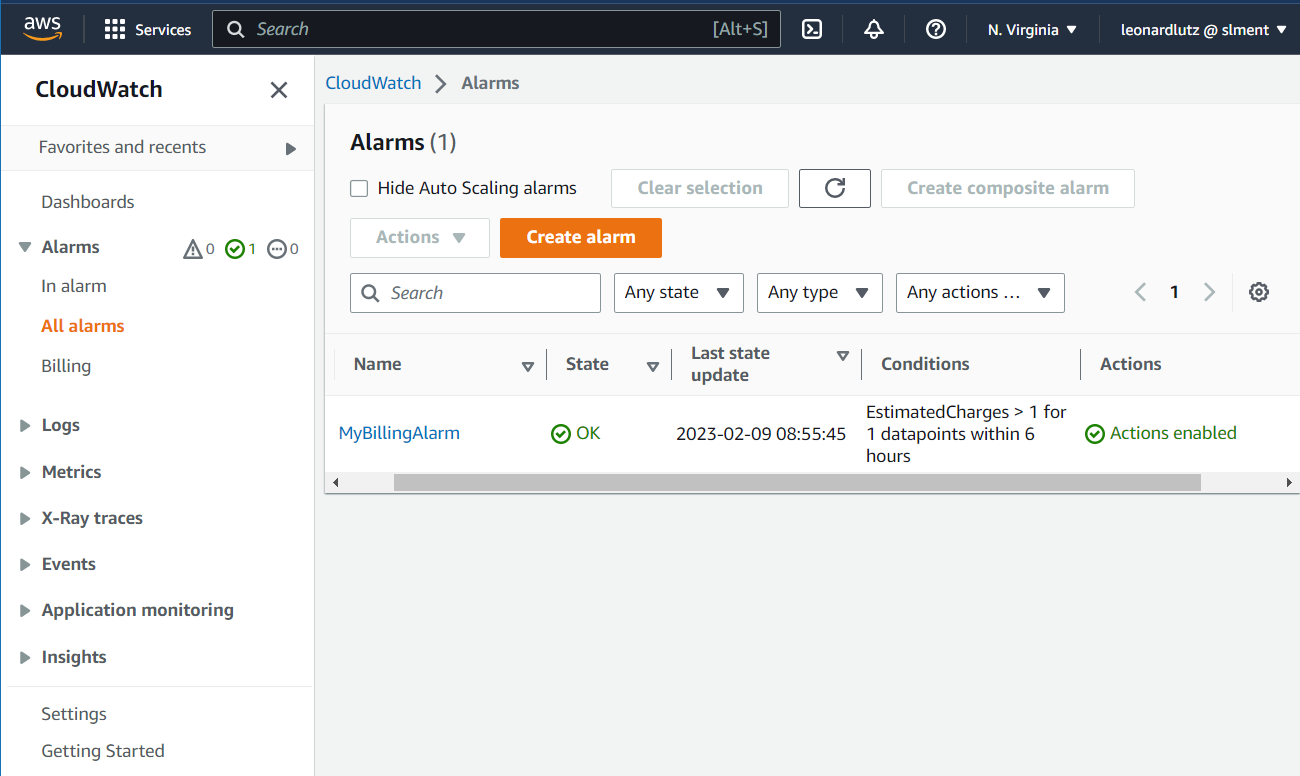 aws
Services
Search
[Alt+S]
N. Virginia
leonardlutz @ slment
CloudWatch
Favorites and recents
Dashboards
Alarms
0
1
0
In alarm
All alarms
Billing
Logs
Metrics
X-Ray traces
Events
Application monitoring
Insights
Settings
Getting Started
CloudWatch
Alarms
Alarms (1)
Hide Auto Scaling alarms
Clear selection
Create composite alarm
Actions
Create alarm
Search
Any state
Any type
Any actions ...
1
Name
State
Last state
update
Conditions
Actions
MyBillingAlarm
OK
2023-02-09 08:55:45
EstimatedCharges > 1 for
1 datapoints within 6
hours
Actions enabled